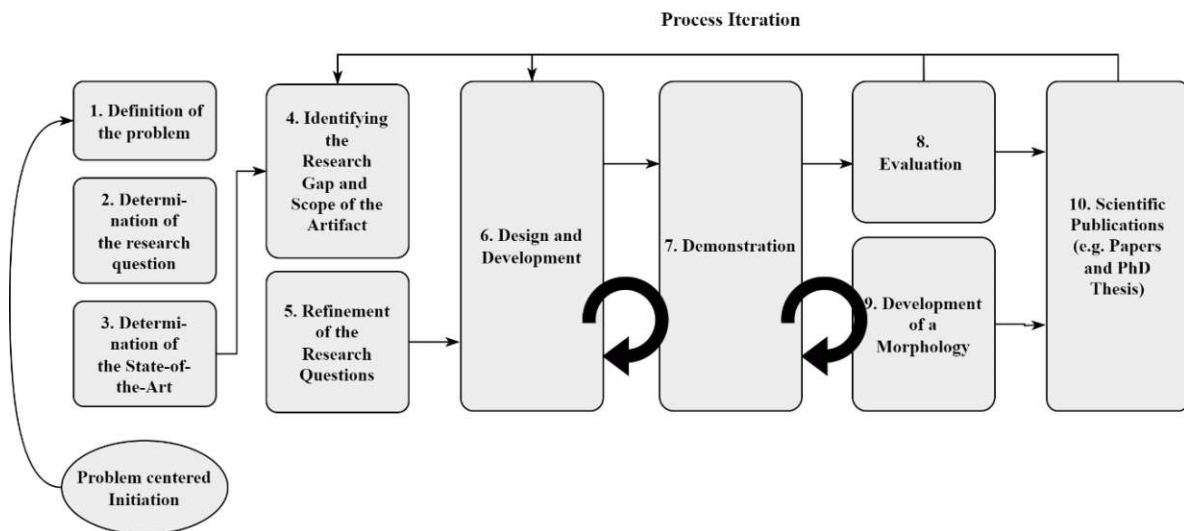 Process Iteration
1. Definition of
the problem
2. Determi-
nation of
the research
question
3. Determi-
nation of
the State-of-
the-Art
Problem centered
Initiation
4. Identifying
the
Research
Gap and
Scope of the
Artifact
5. Refinement
of the
Research
Questions
6. Design and
Development
7. Demonstration
8.
Evaluation
9. Development
of a
Morphology
10. Scientific
Publications
(e.g. Papers
and PhD
Thesis)